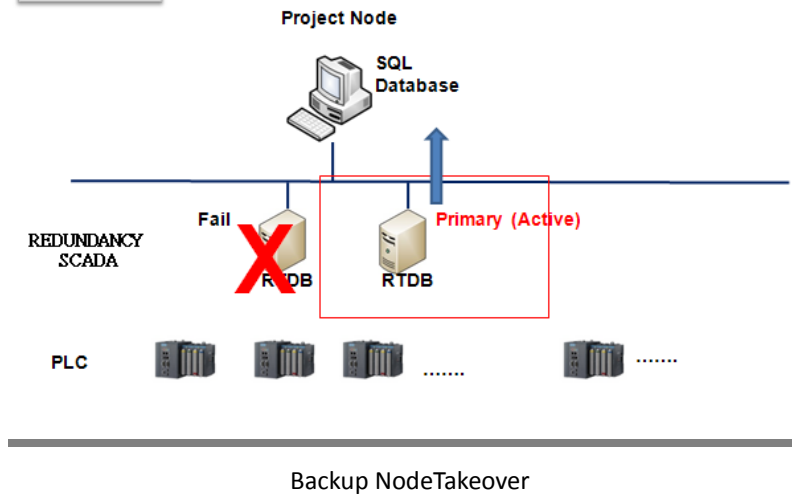 Project Node
SQL
Database
Fail
Primary (Active)
REDUNDANCY
SCADA
RTDB
RTDB
PLC
.......
.......
Backup NodeTakeover